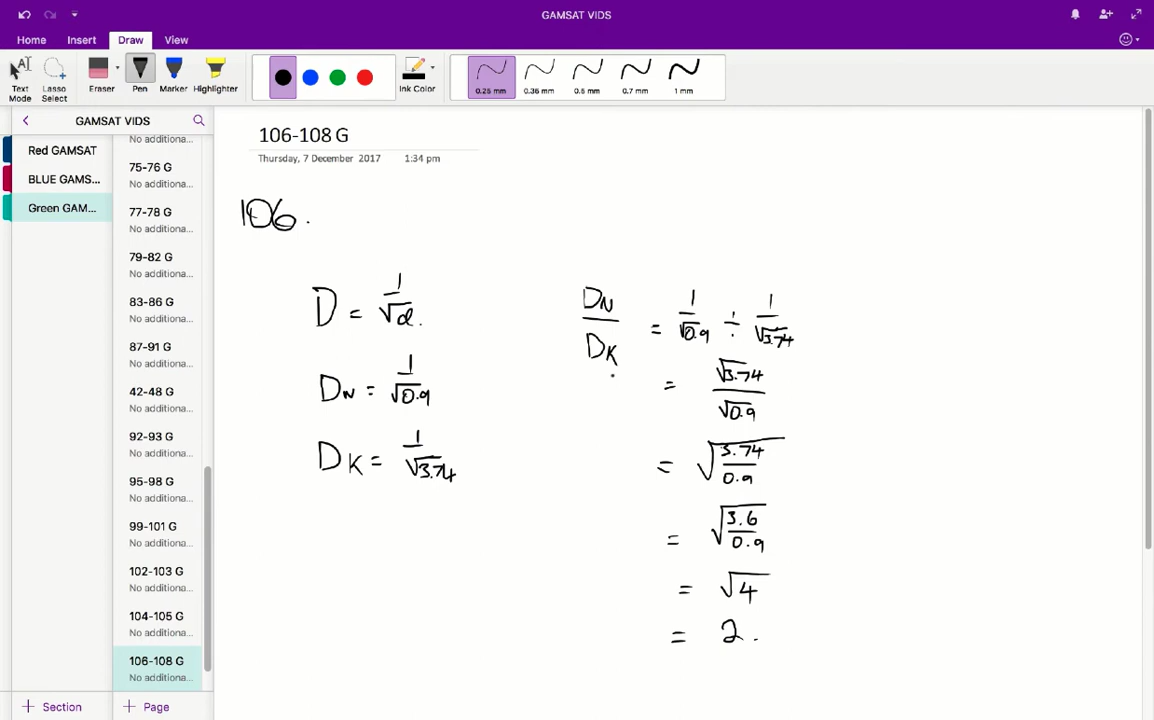 GAMSAT VIDS
Home Insert Draw View
Text Mode
Lasso Select
Eraser
Pen
Marker
Highlighter
Ink Color
0.25 mm
0.35 mm
0.5 mm
0.7 mm
1 mm
GAMSAT VIDS
Red GAMSAT
BLUE GAMS...
Green GAM...
No additiona...
75-76 G
No additiona...
77-78 G
No additiona...
79-82 G
No additiona...
83-86 G
No additiona...
87-91 G
No additiona...
42-48 G
No additiona...
92-93 G
No additiona...
95-98 G
No additiona...
99-101 G
No additiona...
102-103 G
No additiona...
104-105 G
No additiona...
106-108 G
No additiona...
+ Section
+ Page
106-108 G
Thursday, 7 December 2017 1:34 pm
106.
D = 1/√d.
DN = 1/√0.9
DK = 1/√3.74
DN/DK = 1/√0.9 ÷ 1/√3.74
= √3.74/√0.9
= √(3.74/0.9)
= √(3.6/0.9)
= √4
= 2.